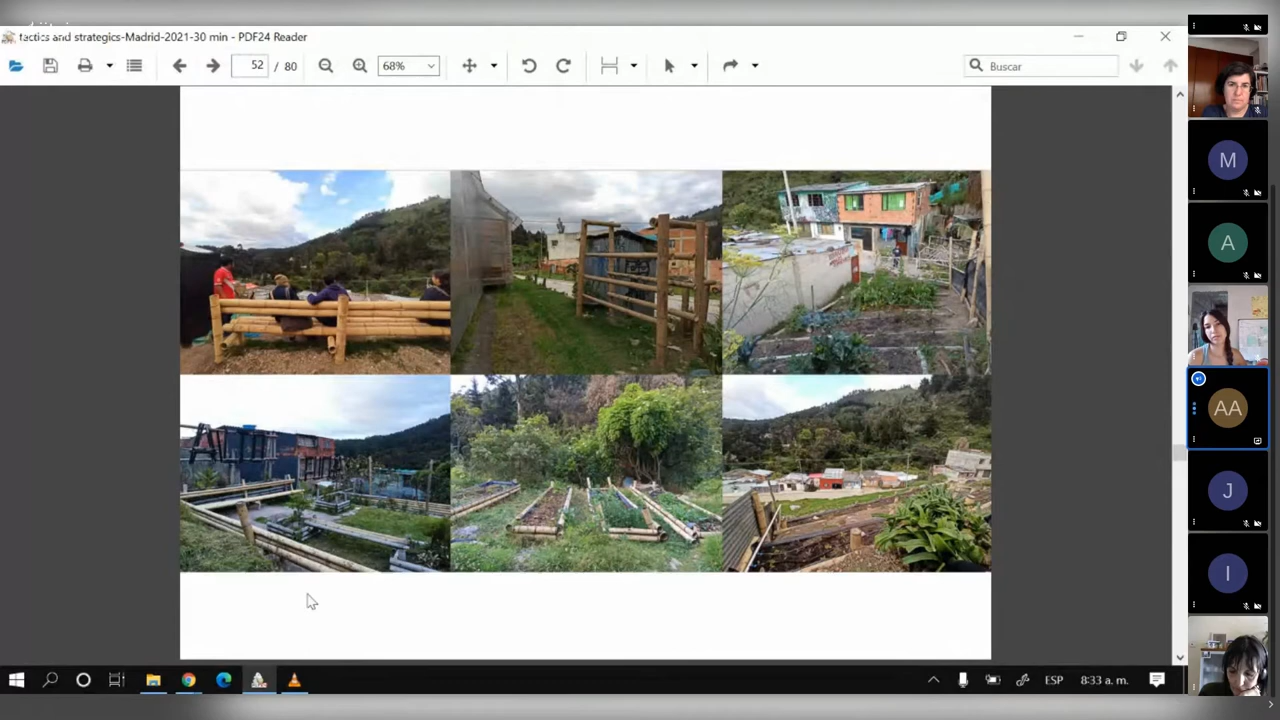 tactics and strategics-Madrid-2021-30 min - PDF24 Reader
52 / 80
68%
Buscar
M
A
AA
J
I
ESP
8:33 a. m.